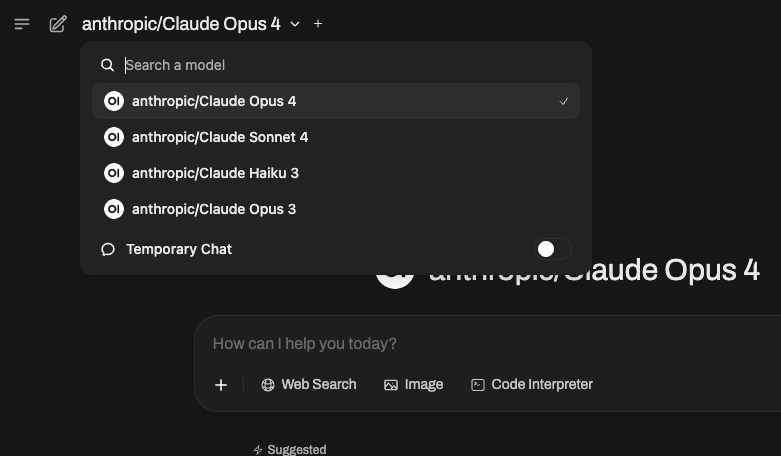 anthropic/Claude Opus 4
Search a model
OI anthropic/Claude Opus 4
OI anthropic/Claude Sonnet 4
OI anthropic/Claude Haiku 3
OI anthropic/Claude Opus 3
Temporary Chat
OI anthropic/Claude Opus 4
How can I help you today?
Web Search Image Code Interpreter
Suggested